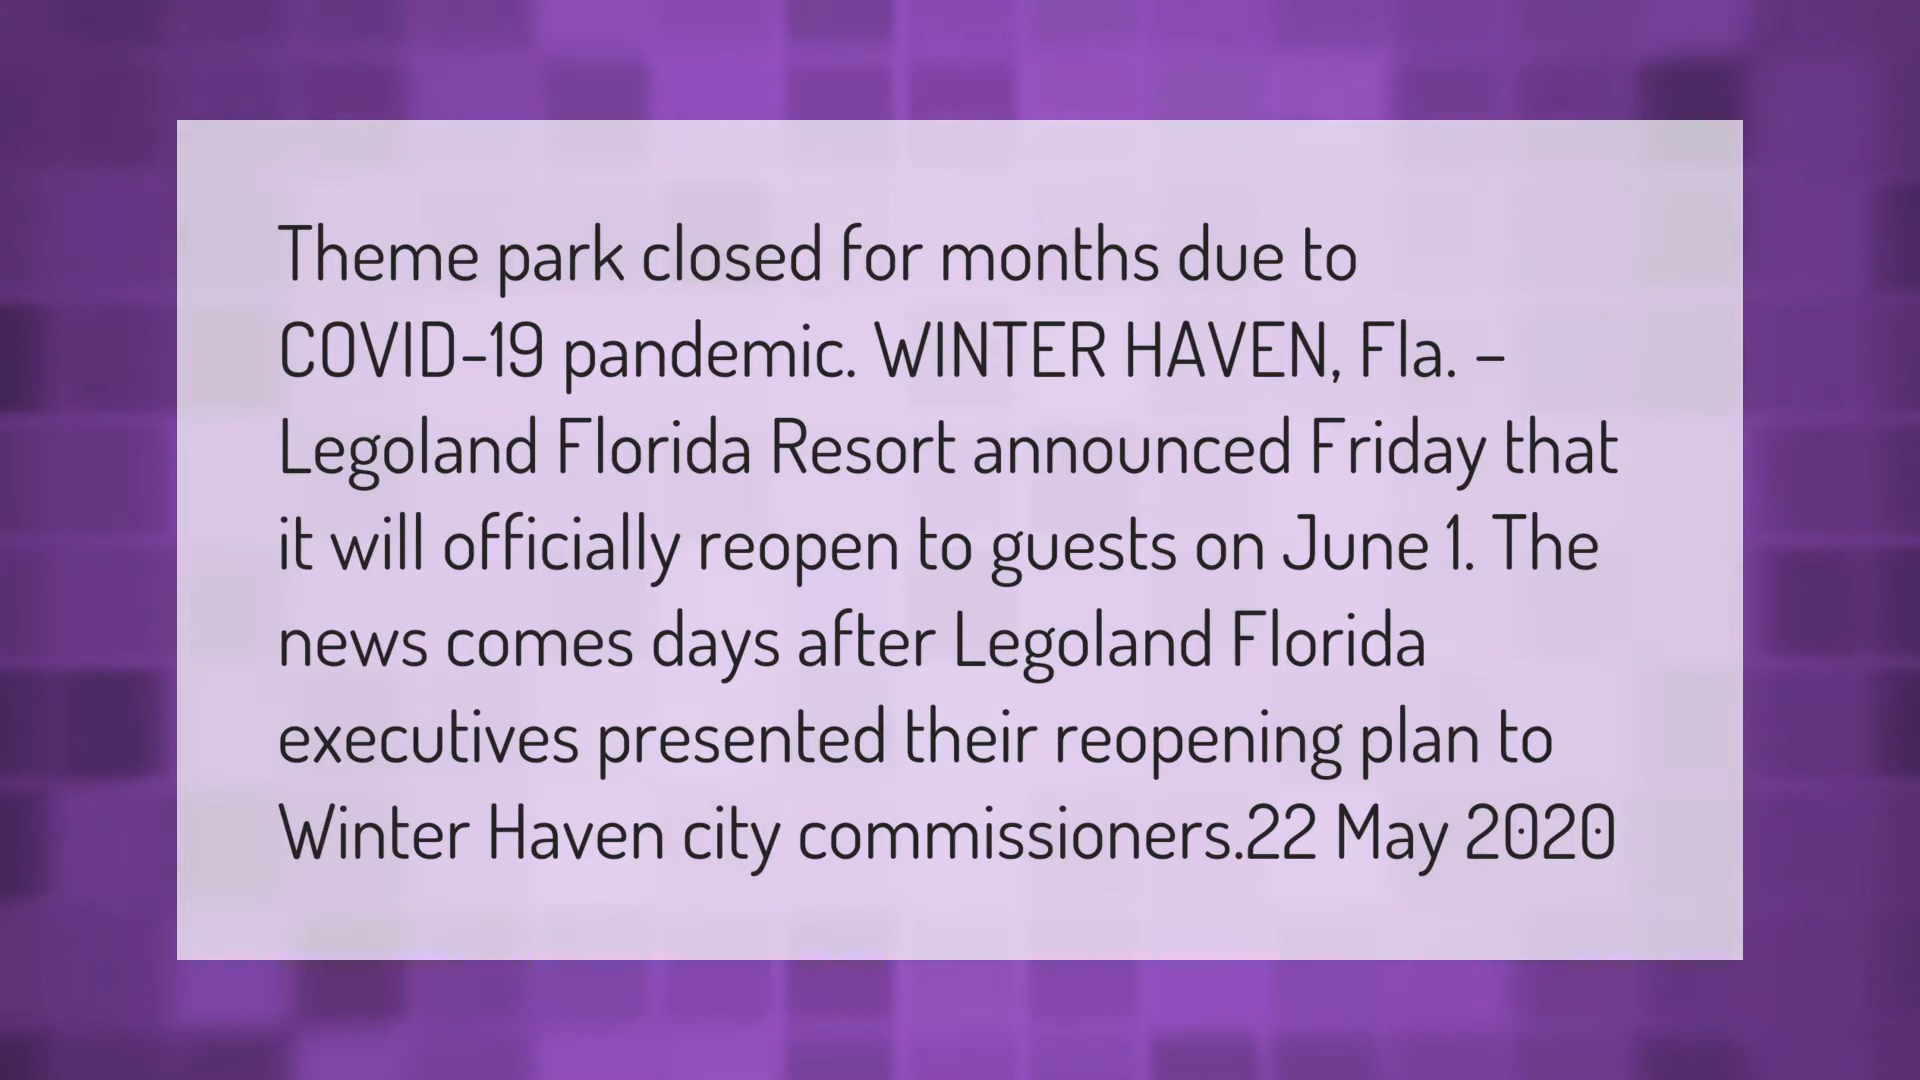 Theme park closed for months due to
COVID-19 pandemic. WINTER HAVEN, Fla. –
Legoland Florida Resort announced Friday that
it will officially reopen to guests on June 1. The
news comes days after Legoland Florida
executives presented their reopening plan to
Winter Haven city commissioners.22 May 2020